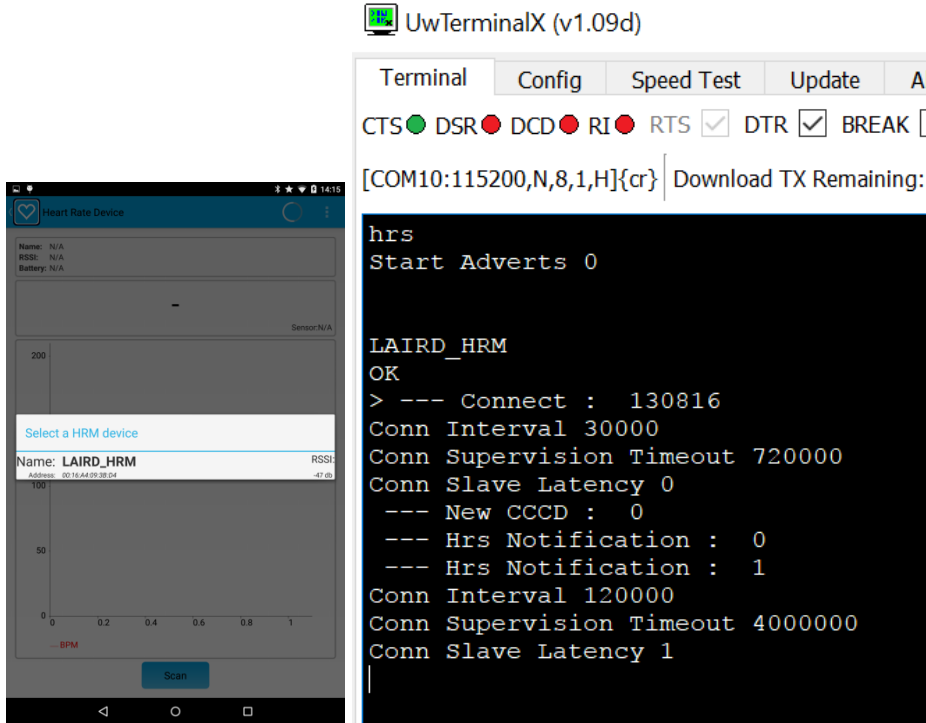 14:15
Heart Rate Device
Name: N/A
RSSI: N/A
Battery: N/A
-
Sensor:N/A
200
Select a HRM device
Name: LAIRD_HRM RSSI:
Address: 00:16:A4:09:38:D4 -47 db
100
50
0
0 0.2 0.4 0.6 0.8 1
BPM
Scan
UwTerminalX (v1.09d)
Terminal Config Speed Test Update A
CTS DSR DCD RI RTS DTR BREAK
[COM10:115200,N,8,1,H]{cr} Download TX Remaining:
hrs
Start Adverts 0
LAIRD_HRM
OK
> --- Connect : 130816
Conn Interval 30000
Conn Supervision Timeout 720000
Conn Slave Latency 0
--- New CCCD : 0
--- Hrs Notification : 0
--- Hrs Notification : 1
Conn Interval 120000
Conn Supervision Timeout 4000000
Conn Slave Latency 1